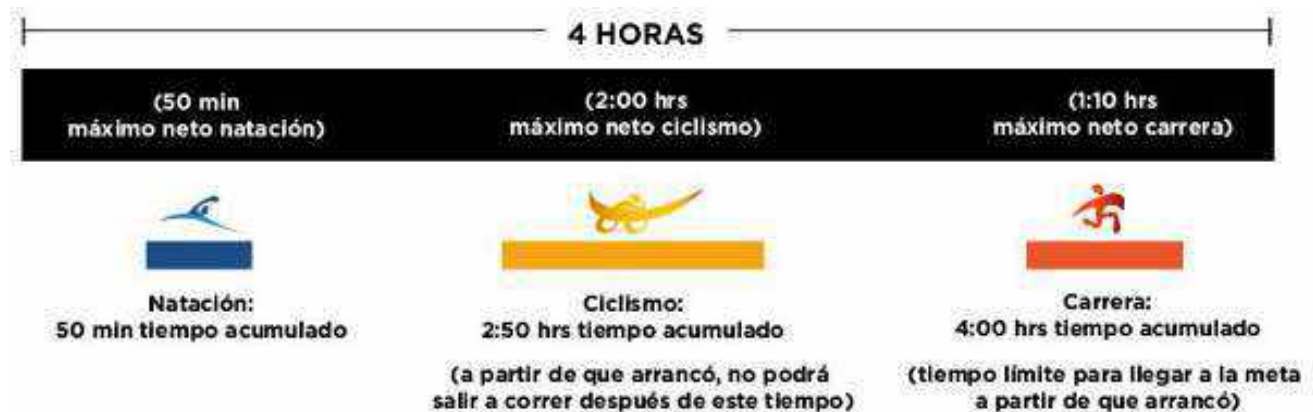 4 HORAS
(50 min
máximo neto natación)
(2:00 hrs
máximo neto ciclismo)
(1:10 hrs
máximo neto carrera)
Natación:
50 min tiempo acumulado
Ciclismo:
2:50 hrs tiempo acumulado
(a partir de que arrancó, no podrá
salir a correr después de este tiempo)
Carrera:
4:00 hrs tiempo acumulado
(tiempo límite para llegar a la meta
a partir de que arrancó)